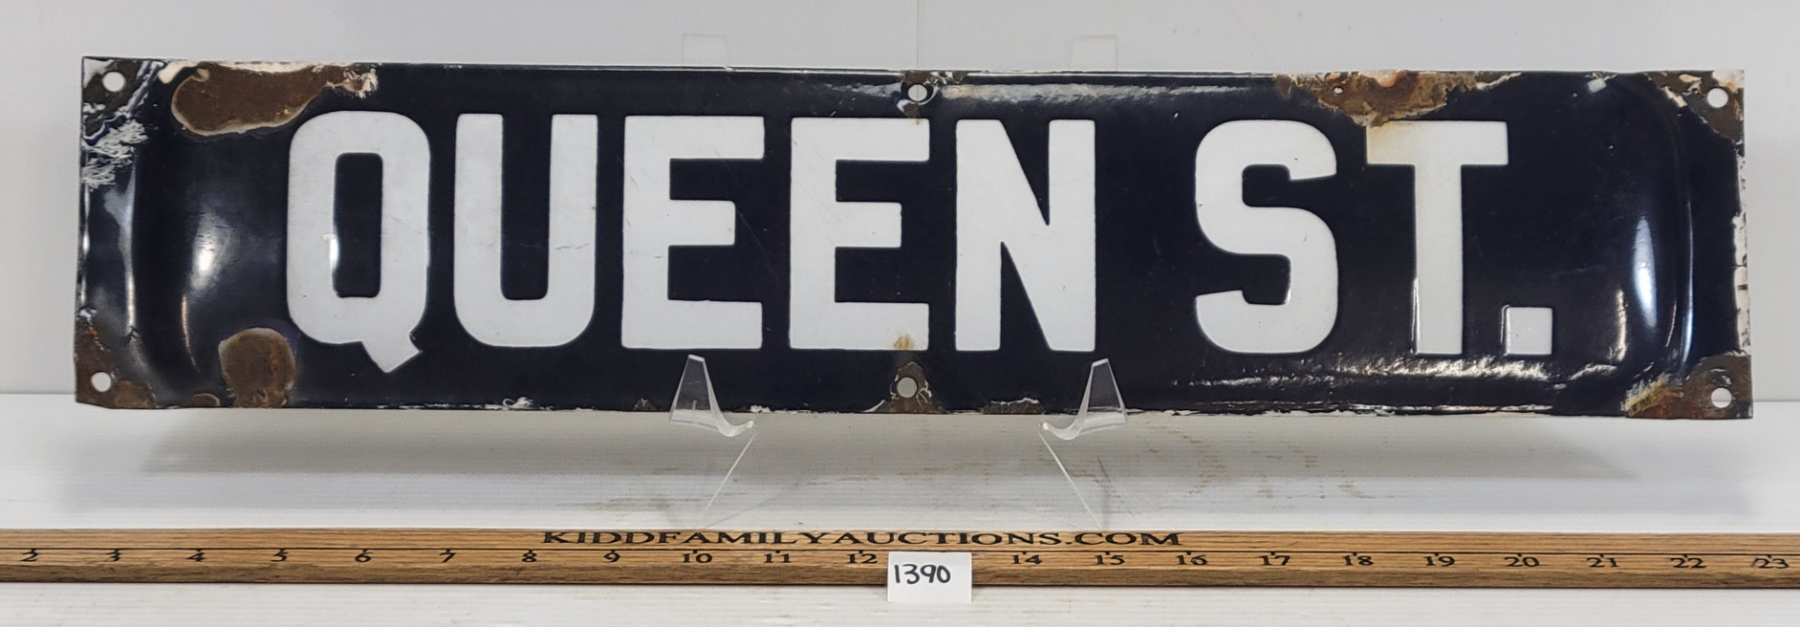 QUEEN ST.
KIDDFAMILYAUCTIONS.COM
2 3 4 5 6 7 8 9 10 11 12 14 15 16 17 18 19 20 21 22 23
1390